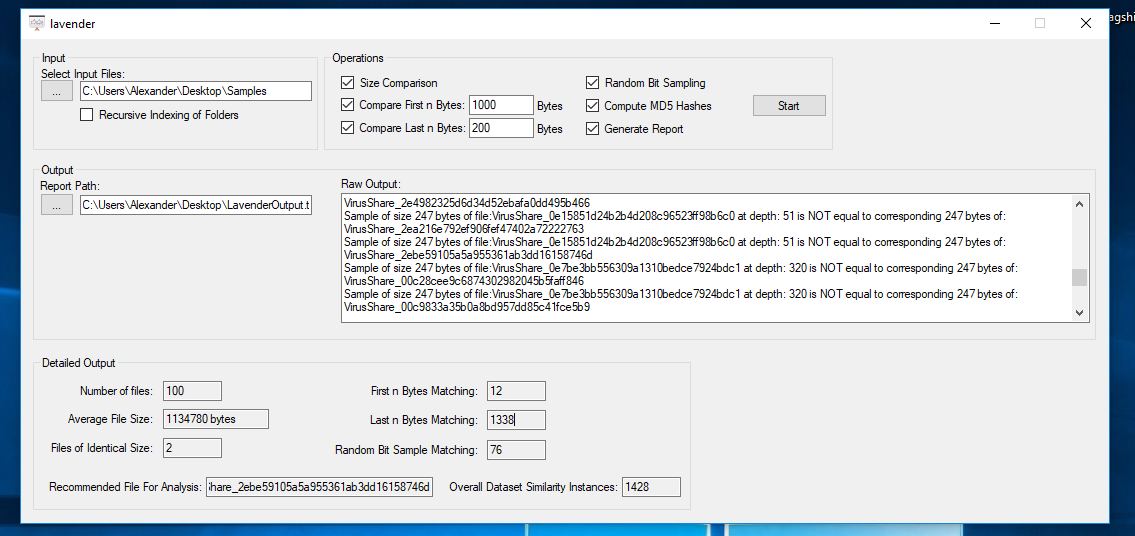 lavender
agshi
Input
Select Input Files:
... C:\Users\Alexander\Desktop\Samples
Recursive Indexing of Folders
Operations
Size Comparison
Compare First n Bytes: 1000 Bytes
Compare Last n Bytes: 200 Bytes
Random Bit Sampling
Compute MD5 Hashes
Generate Report
Start
Output
Report Path:
... C:\Users\Alexander\Desktop\LavenderOutput.t
Raw Output:
VirusShare_2e4982325d6d34d52ebafa0dd495b466
Sample of size 247 bytes of file:VirusShare_0e15851d24b2b4d208c96523ff98b6c0 at depth: 51 is NOT equal to corresponding 247 bytes of:
VirusShare_2ea216e792ef906fef47402a72222763
Sample of size 247 bytes of file:VirusShare_0e15851d24b2b4d208c96523ff98b6c0 at depth: 51 is NOT equal to corresponding 247 bytes of:
VirusShare_2ebe59105a5a955361ab3dd16158746d
Sample of size 247 bytes of file:VirusShare_0e7be3bb556309a1310bedce7924bdc1 at depth: 320 is NOT equal to corresponding 247 bytes of:
VirusShare_00c28cee9c6874302982045b5faff846
Sample of size 247 bytes of file:VirusShare_0e7be3bb556309a1310bedce7924bdc1 at depth: 320 is NOT equal to corresponding 247 bytes of:
VirusShare_00c9833a35b0a8bd957dd85c41fce5b9
Detailed Output
Number of files: 100
Average File Size: 1134780 bytes
Files of Identical Size: 2
First n Bytes Matching: 12
Last n Bytes Matching: 1338
Random Bit Sample Matching: 76
Recommended File For Analysis: hare_2ebe59105a5a955361ab3dd16158746d
Overall Dataset Similarity Instances: 1428